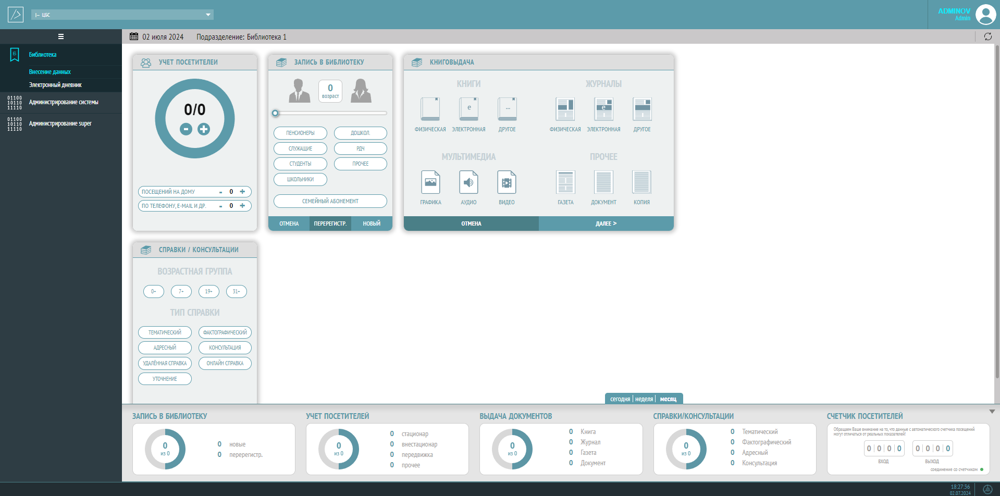 |-- ЦБС
ADMINOV
Admin
02 июля 2024
Подразделение: Библиотека 1
Библиотека
Внесение данных
Электронный дневник
01100
10110
11110
Администрирование системы
01100
10110
11110
Администрирование super
УЧЕТ ПОСЕТИТЕЛЕЙ
0/0
- +
ПОСЕЩЕНИЙ НА ДОМУ - 0 +
ПО ТЕЛЕФОНУ, E-MAIL И ДР. - 0 +
ЗАПИСЬ В БИБЛИОТЕКУ
0
возраст
ПЕНСИОНЕРЫ ДОШКОЛ.
СЛУЖАЩИЕ РДЧ
СТУДЕНТЫ ПРОЧЕЕ
ШКОЛЬНИКИ
СЕМЕЙНЫЙ АБОНЕМЕНТ
ОТМЕНА ПЕРЕРЕГИСТР. НОВЫЙ
КНИГОВЫДАЧА
КНИГИ
e ...
ФИЗИЧЕСКАЯ ЭЛЕКТРОННАЯ ДРУГОЕ
ЖУРНАЛЫ
e
ФИЗИЧЕСКАЯ ЭЛЕКТРОННАЯ ДРУГОЕ
МУЛЬТИМЕДИА
ГРАФИКА АУДИО ВИДЕО
ПРОЧЕЕ
ГАЗЕТА ДОКУМЕНТ КОПИЯ
ОТМЕНА ДАЛЕЕ >
СПРАВКИ / КОНСУЛЬТАЦИИ
ВОЗРАСТНАЯ ГРУППА
0+ 7+ 19+ 31+
ТИП СПРАВКИ
ТЕМАТИЧЕСКИЙ ФАКТОГРАФИЧЕСКИЙ
АДРЕСНЫЙ КОНСУЛЬТАЦИЯ
УДАЛЁННАЯ СПРАВКА ОНЛАЙН СПРАВКА
УТОЧНЕНИЕ
сегодня | неделя | месяц
ЗАПИСЬ В БИБЛИОТЕКУ
0
из 0
0 новые
0 перерегистр.
УЧЕТ ПОСЕТИТЕЛЕЙ
0
из 0
0 стационар
0 внестационар
0 передвижка
0 прочее
ВЫДАЧА ДОКУМЕНТОВ
0
из 0
0 Книга
0 Журнал
0 Газета
0 Документ
СПРАВКИ/КОНСУЛЬТАЦИИ
0
из 0
0 Тематический
0 Фактографический
0 Адресный
0 Консультация
СЧЕТЧИК ПОСЕТИТЕЛЕЙ
Обращаем Ваше внимание на то, что данные с автоматического счетчика посещений
могут отличаться от реальных показателей!
0 0 0 0 0 0 0 0
ВХОД ВЫХОД
соединение со счетчиком
18:27:36
02.07.2024